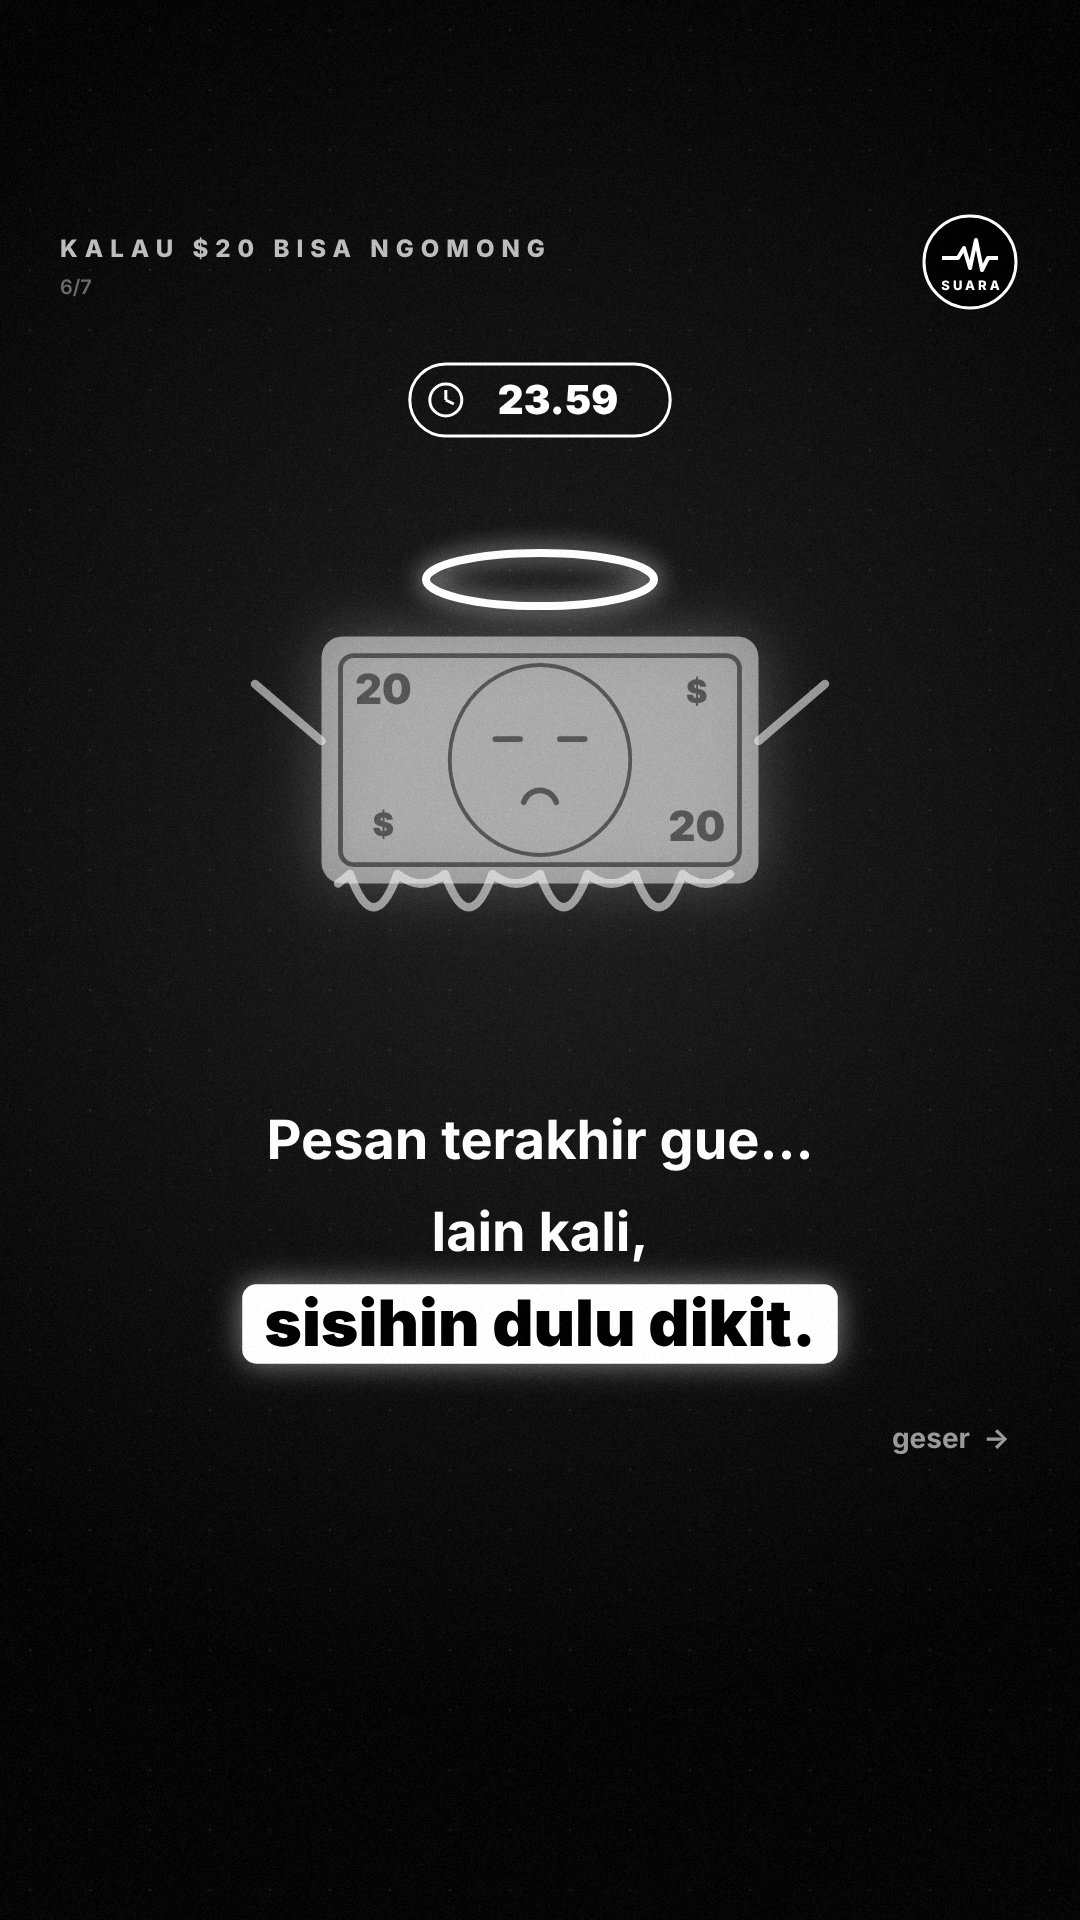 KALAU $20 BISA NGOMONG
6/7
SUARA
23.59
20
$
$
20
Pesan terakhir gue...
lain kali,
sisihin dulu dikit.
geser →